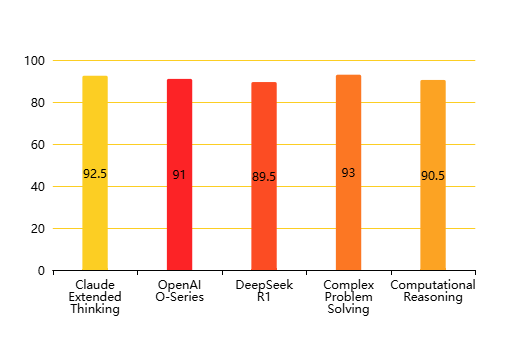 100
80
60
40
20
0
92.5
91
89.5
93
90.5
Claude
Extended
Thinking
OpenAI
O-Series
DeepSeek
R1
Complex
Problem
Solving
Computational
Reasoning